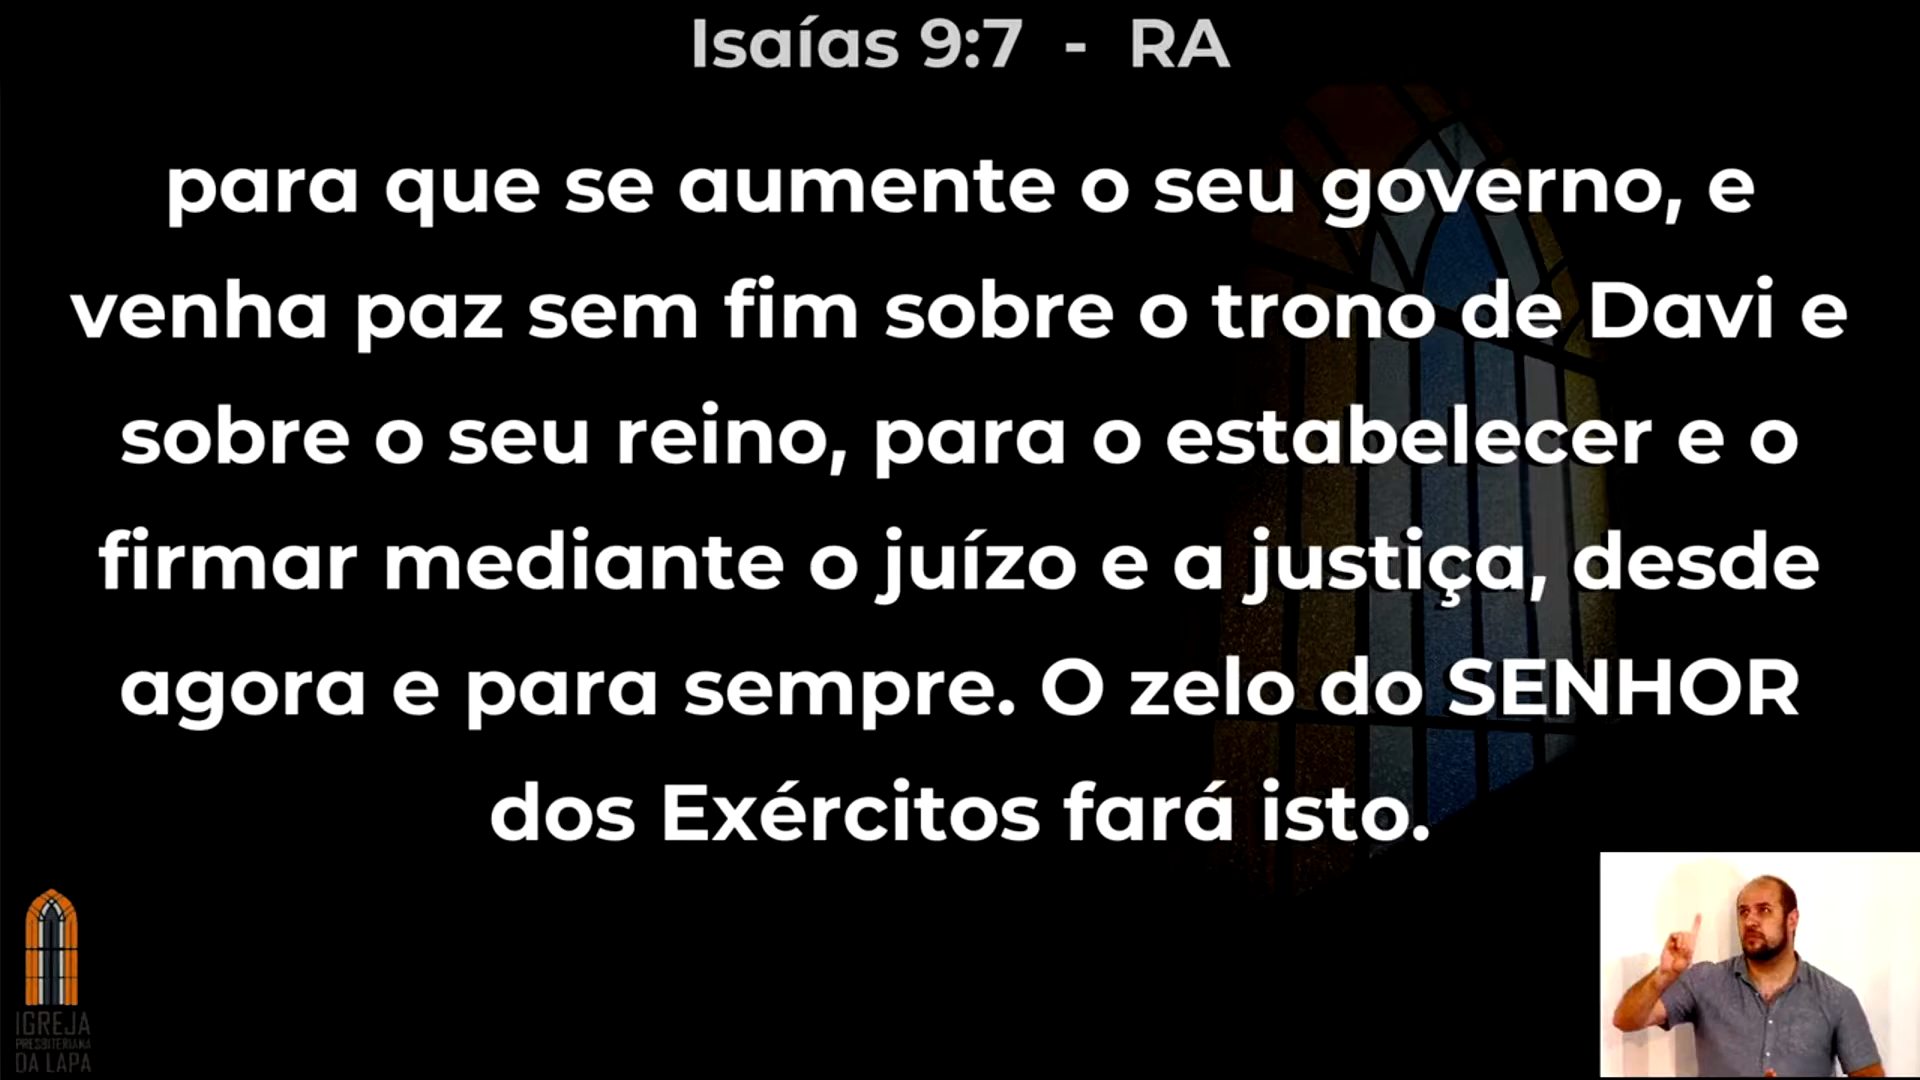 Isaías 9:7 - RA
para que se aumente o seu governo, e
venha paz sem fim sobre o trono de Davi e
sobre o seu reino, para o estabelecer e o
firmar mediante o juízo e a justiça, desde
agora e para sempre. O zelo do SENHOR
dos Exércitos fará isto.
IGREJA
PRESBITERIANA
DA LAPA